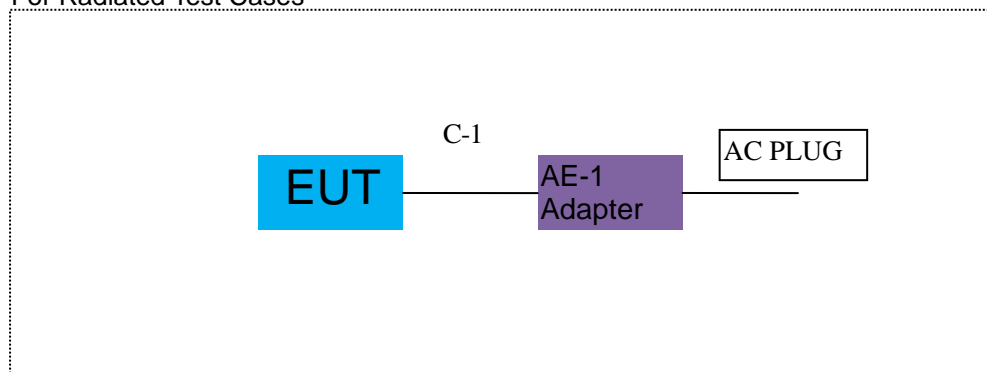 For Radiated Test Cases
C-1
AC PLUG
EUT
AE-1
Adapter